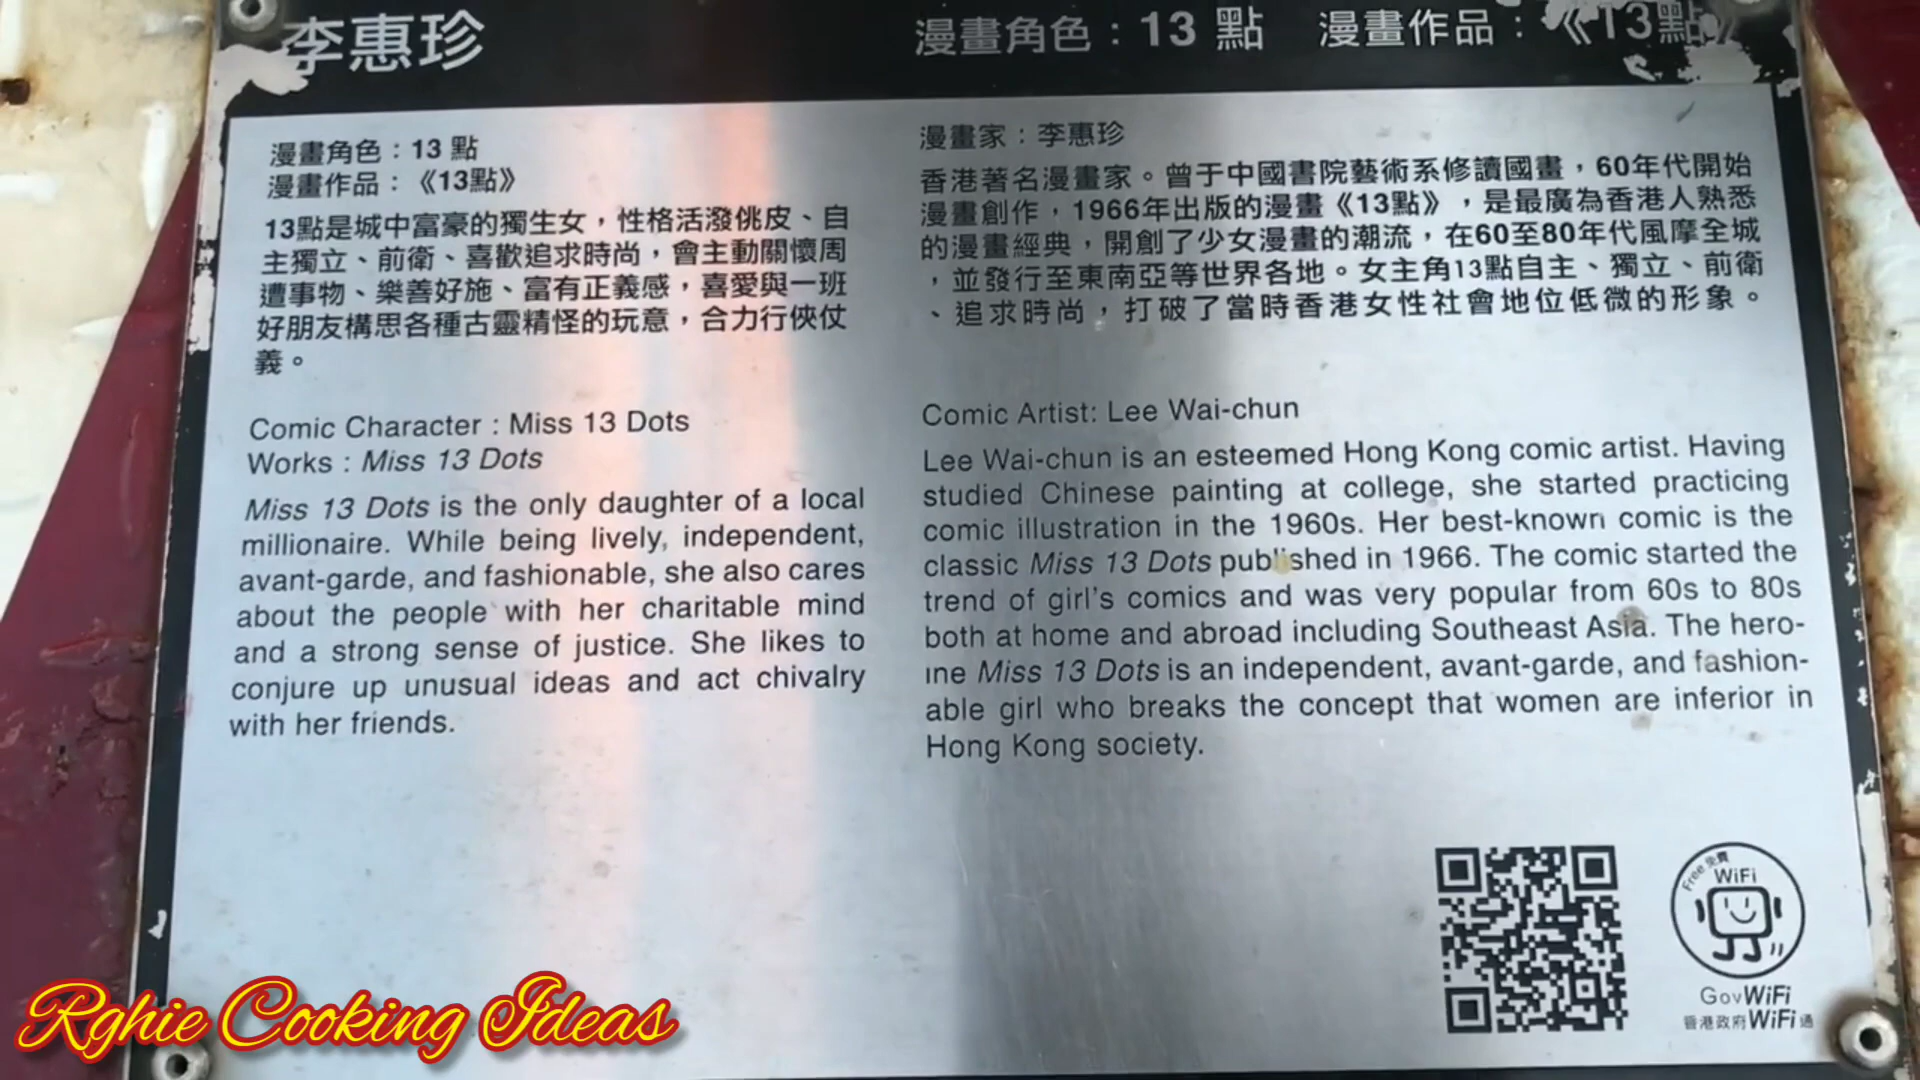 李惠珍
漫畫角色：13 點 漫畫作品：《13點》
漫畫角色：13 點
漫畫作品：《13點》
13點是城中富豪的獨生女，性格活潑佻皮、自
主獨立、前衛、喜歡追求時尚，會主動關懷周
遭事物、樂善好施、富有正義感，喜愛與一班
好朋友構思各種古靈精怪的玩意，合力行俠仗
義。
Comic Character : Miss 13 Dots
Works : Miss 13 Dots
Miss 13 Dots is the only daughter of a local
millionaire. While being lively, independent,
avant-garde, and fashionable, she also cares
about the people with her charitable mind
and a strong sense of justice. She likes to
conjure up unusual ideas and act chivalry
with her friends.
漫畫家：李惠珍
香港著名漫畫家。曾于中國書院藝術系修讀國畫，60年代開始
漫畫創作，1966年出版的漫畫《13點》，是最廣為香港人熟悉
的漫畫經典，開創了少女漫畫的潮流，在60至80年代風摩全城
，並發行至東南亞等世界各地。女主角13點自主、獨立、前衛
、追求時尚，打破了當時香港女性社會地位低微的形象。
Comic Artist: Lee Wai-chun
Lee Wai-chun is an esteemed Hong Kong comic artist. Having
studied Chinese painting at college, she started practicing
comic illustration in the 1960s. Her best-known comic is the
classic Miss 13 Dots published in 1966. The comic started the
trend of girl's comics and was very popular from 60s to 80s
both at home and abroad including Southeast Asia. The hero-
ine Miss 13 Dots is an independent, avant-garde, and fashion-
able girl who breaks the concept that women are inferior in
Hong Kong society.
Free 免費
WiFi
GovWiFi
香港政府WiFi通
Rghie Cooking Ideas